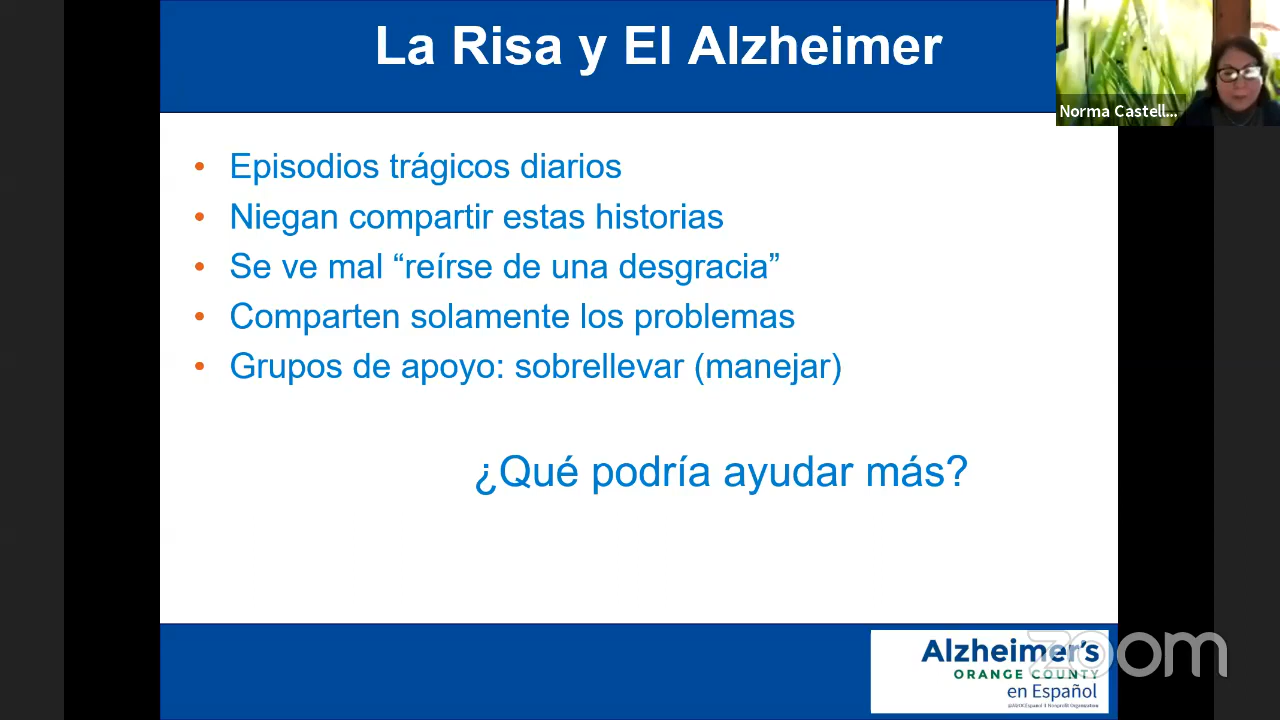 La Risa y El Alzheimer
Norma Castell...
• Episodios trágicos diarios
• Niegan compartir estas historias
• Se ve mal “reírse de una desgracia”
• Comparten solamente los problemas
• Grupos de apoyo: sobrellevar (manejar)
¿Qué podría ayudar más?
Alzheimer's
ORANGE COUNTY
en Español
zoom